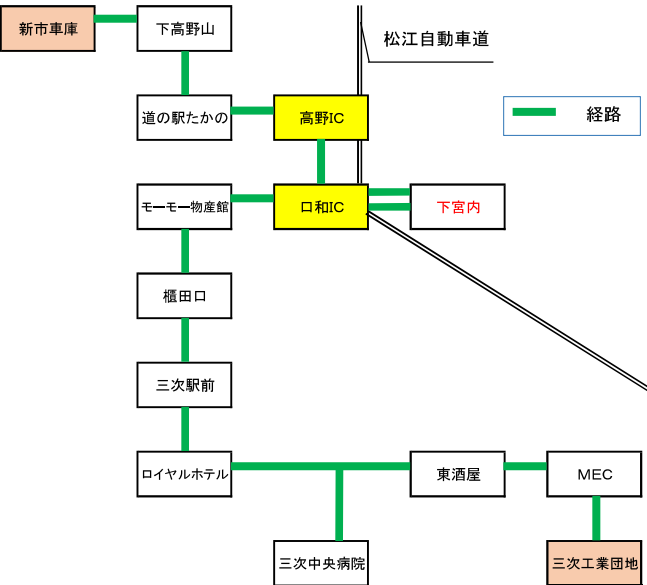 新市車庫
下高野山
松江自動車道
道の駅たかの
高野IC
経路
モーモー物産館
口和IC
下宮内
櫃田口
三次駅前
ロイヤルホテル
東酒屋
MEC
三次中央病院
三次工業団地